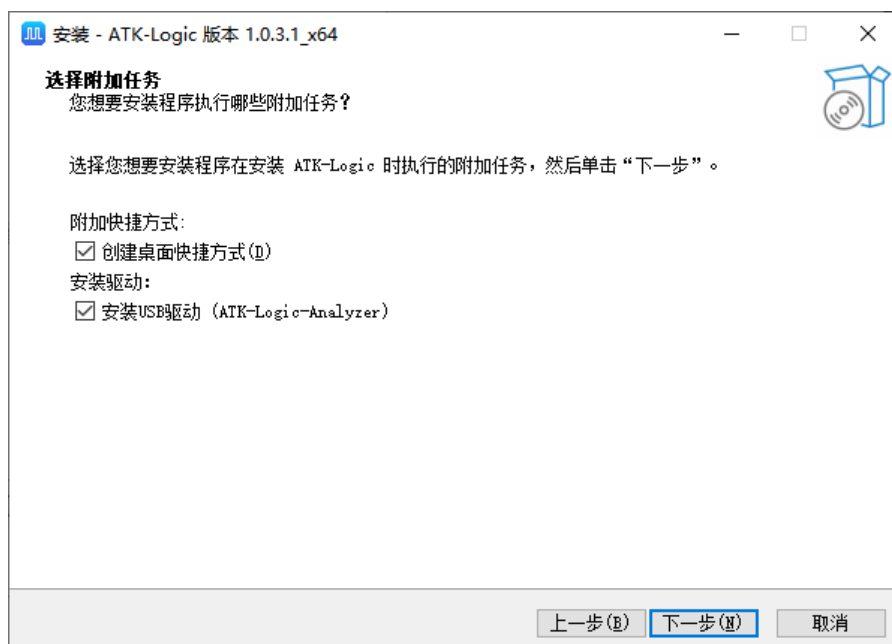 安装 - ATK-Logic 版本 1.0.3.1_x64
选择附加任务
您想要安装程序执行哪些附加任务？
选择您想要安装程序在安装 ATK-Logic 时执行的附加任务，然后单击“下一步”。
附加快捷方式:
创建桌面快捷方式(D)
安装驱动：
安装USB驱动 (ATK-Logic-Analyzer)
上一步(B) 下一步(N) 取消